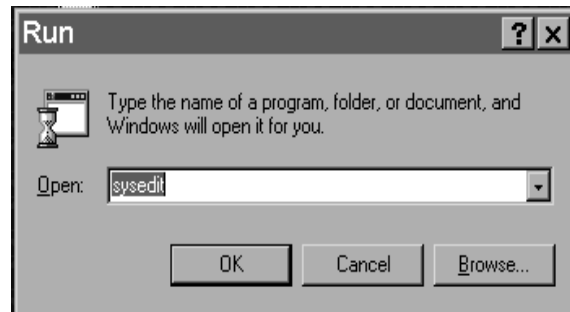 Run
Type the name of a program, folder, or document, and
Windows will open it for you.
Open: sysedit
OK Cancel Browse...